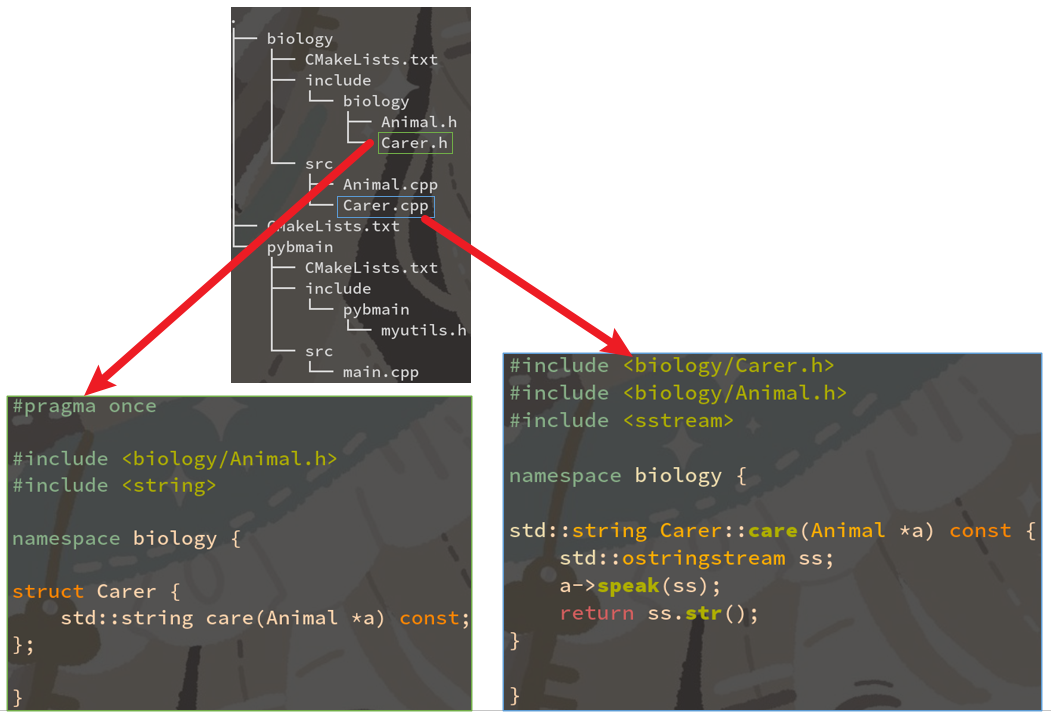 .
biology
CMakeLists.txt
include
biology
Animal.h
Carer.h
src
Animal.cpp
Carer.cpp
CMakeLists.txt
pybmain
CMakeLists.txt
include
pybmain
myutils.h
src
main.cpp
#pragma once
#include <biology/Animal.h>
#include <string>
namespace biology {
struct Carer {
    std::string care(Animal *a) const;
};
}
#include <biology/Carer.h>
#include <biology/Animal.h>
#include <sstream>
namespace biology {
std::string Carer::care(Animal *a) const {
    std::ostringstream ss;
    a->speak(ss);
    return ss.str();
}
}